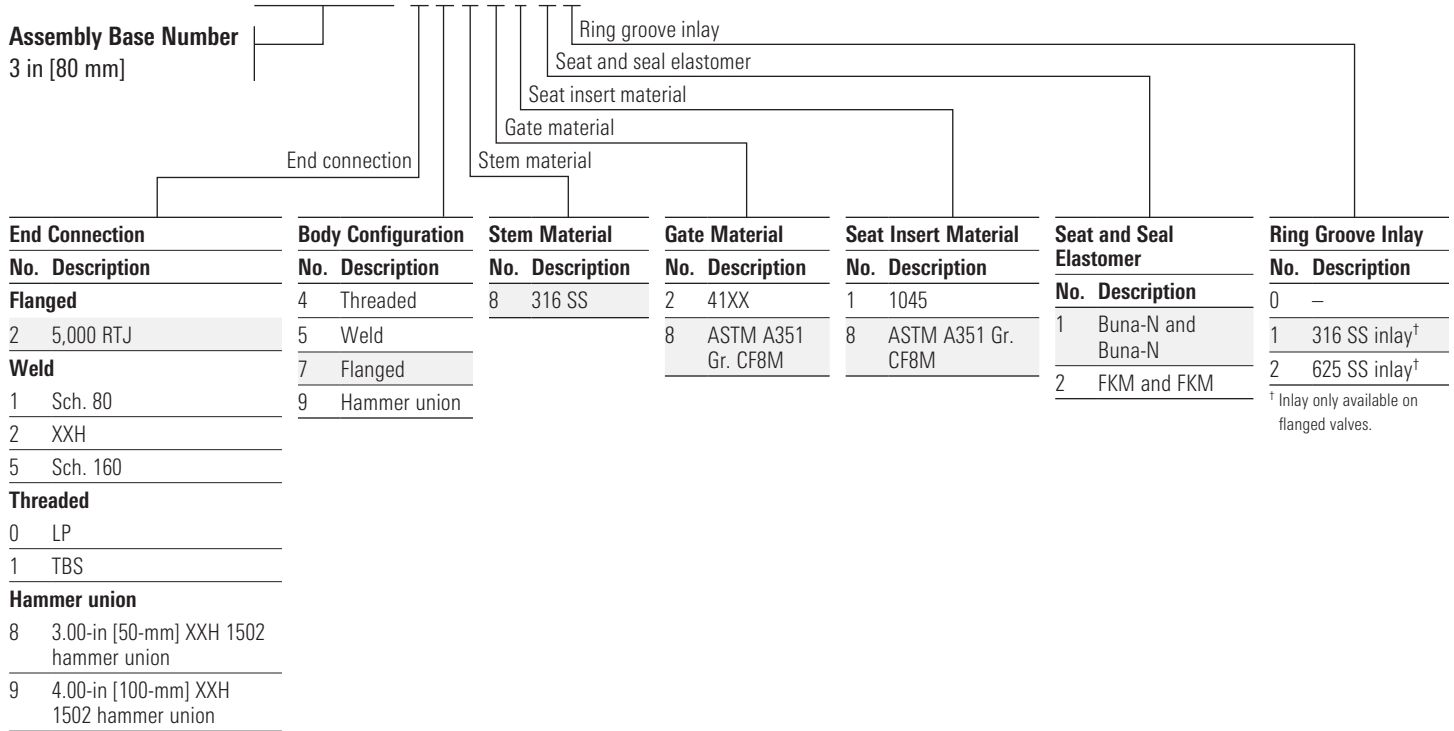 Assembly Base Number
3 in [80 mm]
Ring groove inlay
Seat and seal elastomer
Seat insert material
Gate material
End connection
Stem material
End Connection
No. Description
Flanged
2 5,000 RTJ
Weld
1 Sch. 80
2 XXH
5 Sch. 160
Threaded
0 LP
1 TBS
Hammer union
8 3.00-in [50-mm] XXH 1502
hammer union
9 4.00-in [100-mm] XXH
1502 hammer union
Body Configuration
No. Description
4 Threaded
5 Weld
7 Flanged
9 Hammer union
Stem Material
No. Description
8 316 SS
Gate Material
No. Description
2 41XX
8 ASTM A351
Gr. CF8M
Seat Insert Material
No. Description
1 1045
8 ASTM A351 Gr.
CF8M
Seat and Seal
Elastomer
No. Description
1 Buna-N and
Buna-N
2 FKM and FKM
Ring Groove Inlay
No. Description
0 –
1 316 SS inlay†
2 625 SS inlay†
† Inlay only available on
flanged valves.